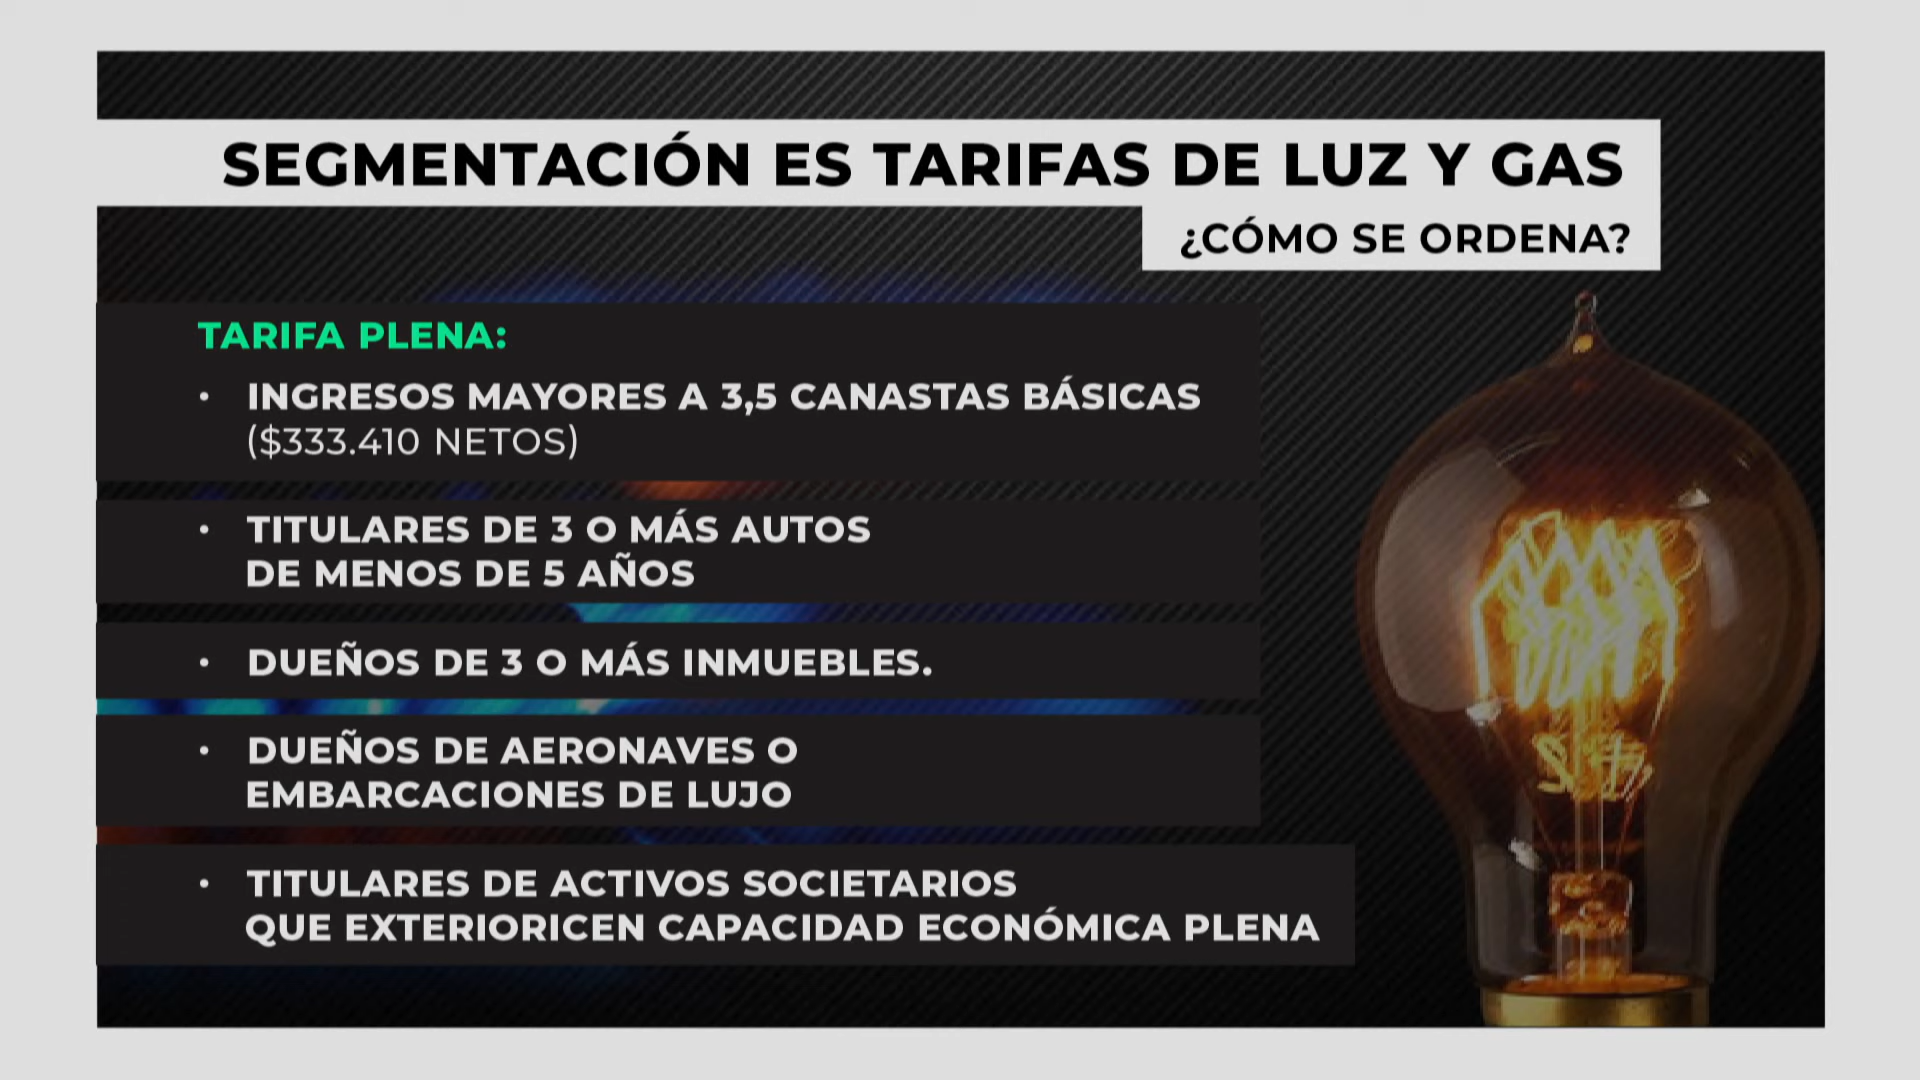 SEGMENTACIÓN ES TARIFAS DE LUZ Y GAS
¿CÓMO SE ORDENA?
TARIFA PLENA:
• INGRESOS MAYORES A 3,5 CANASTAS BÁSICAS
($333.410 NETOS)
• TITULARES DE 3 O MÁS AUTOS
DE MENOS DE 5 AÑOS
• DUEÑOS DE 3 O MÁS INMUEBLES.
• DUEÑOS DE AERONAVES O
EMBARCACIONES DE LUJO
• TITULARES DE ACTIVOS SOCIETARIOS
QUE EXTERIORICEN CAPACIDAD ECONÓMICA PLENA